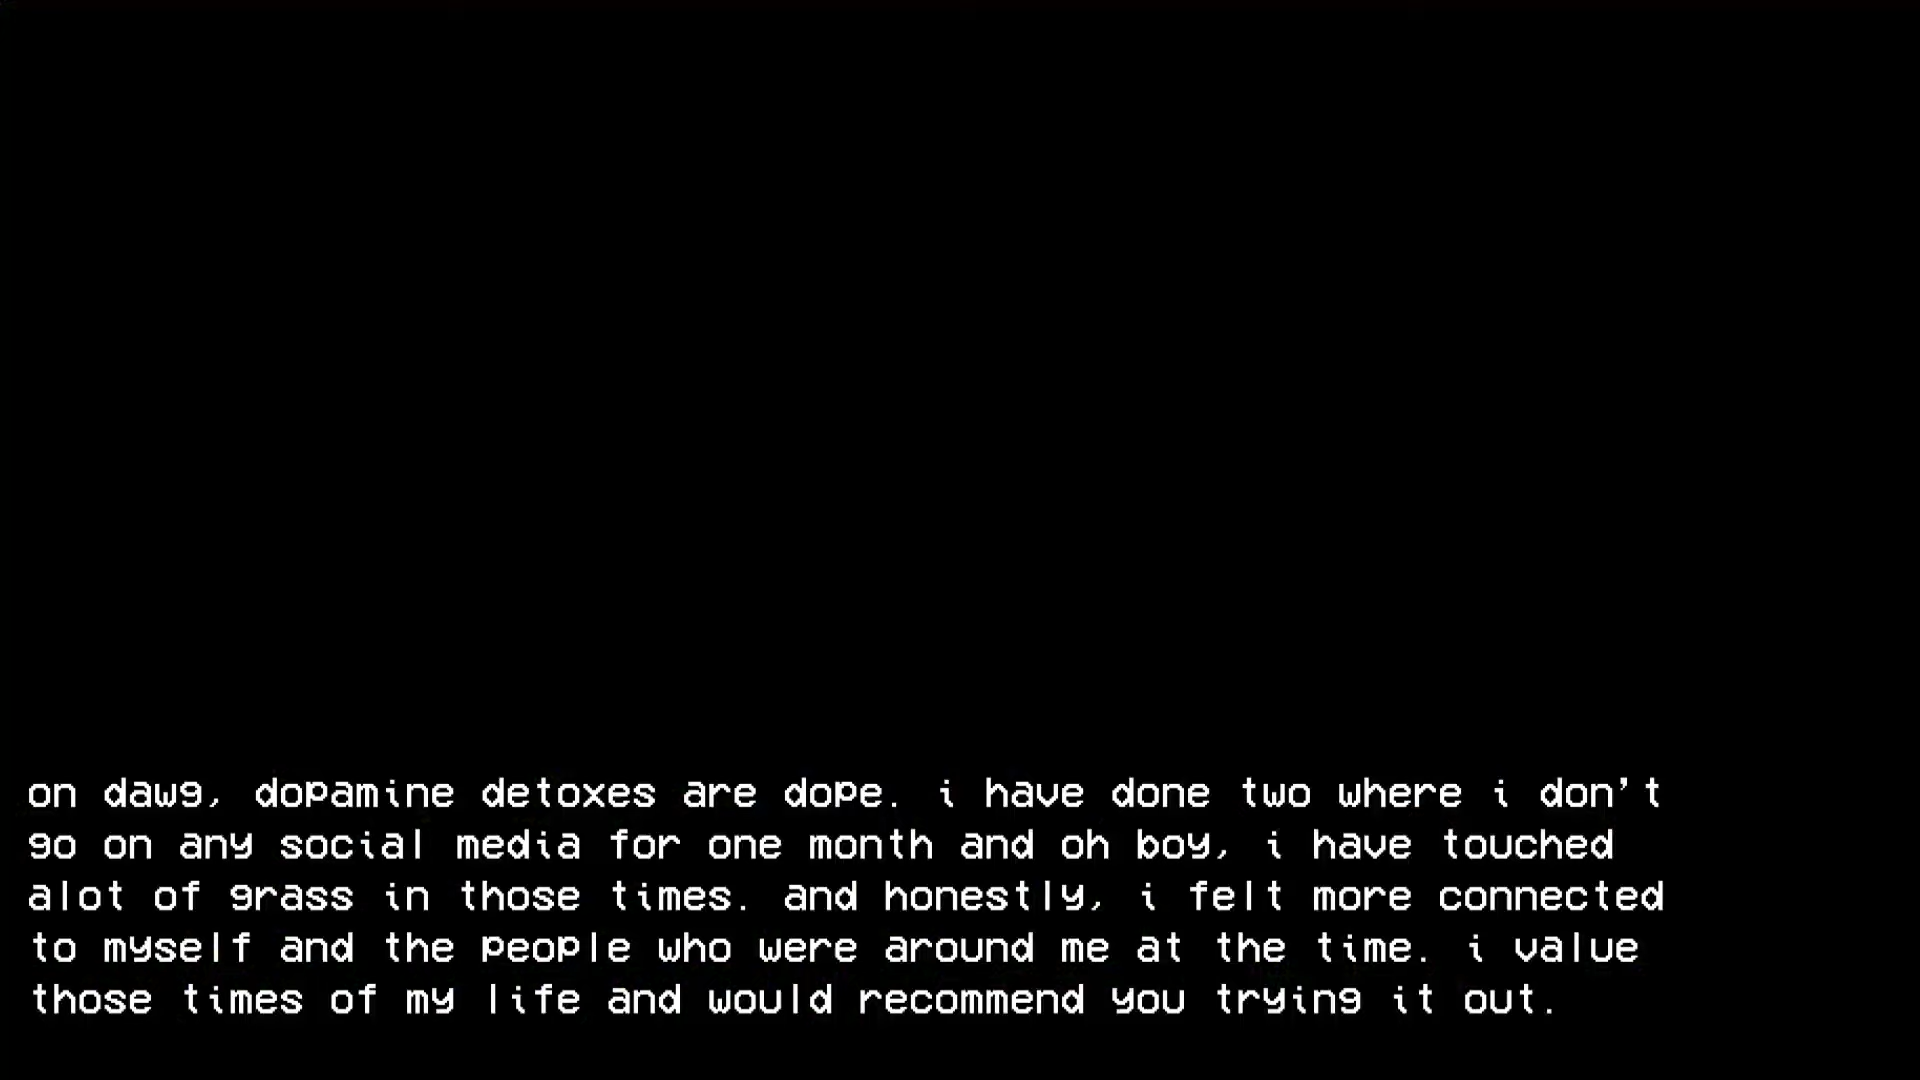 on dawg, dopamine detoxes are dope. i have done two where i don't
go on any social media for one month and oh boy, i have touched
alot of grass in those times. and honestly, i felt more connected
to myself and the people who were around me at the time. i value
those times of my life and would recommend you trying it out.